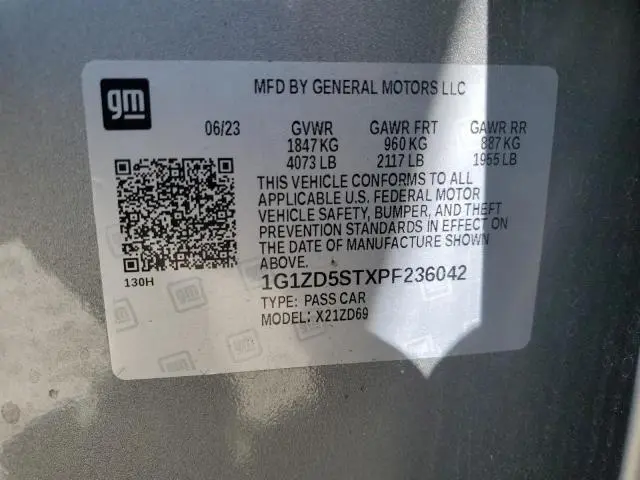 gm
MFD BY GENERAL MOTORS LLC
06/23 GVWR GAWR FRT GAWR RR
1847 KG 960 KG 887 KG
4073 LB 2117 LB 1955 LB
THIS VEHICLE CONFORMS TO ALL
APPLICABLE U.S. FEDERAL MOTOR
VEHICLE SAFETY, BUMPER, AND THEFT
PREVENTION STANDARDS IN EFFECT ON
THE DATE OF MANUFACTURE SHOWN
ABOVE.
130H
1G1ZD5STXPF236042
TYPE: PASS CAR
MODEL: X21ZD69